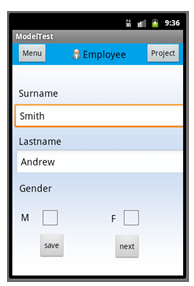 9:36
ModelTest
Menu Employee Project
Surname
Smith
Lastname
Andrew
Gender
M F
save next